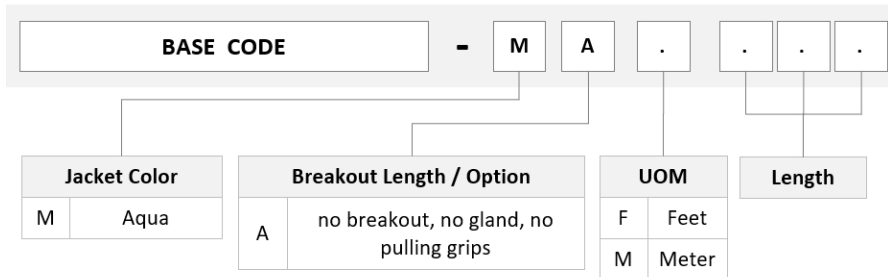 BASE CODE - M A . . . .
Jacket Color
M Aqua
Breakout Length / Option
A no breakout, no gland, no
pulling grips
UOM
F Feet
M Meter
Length